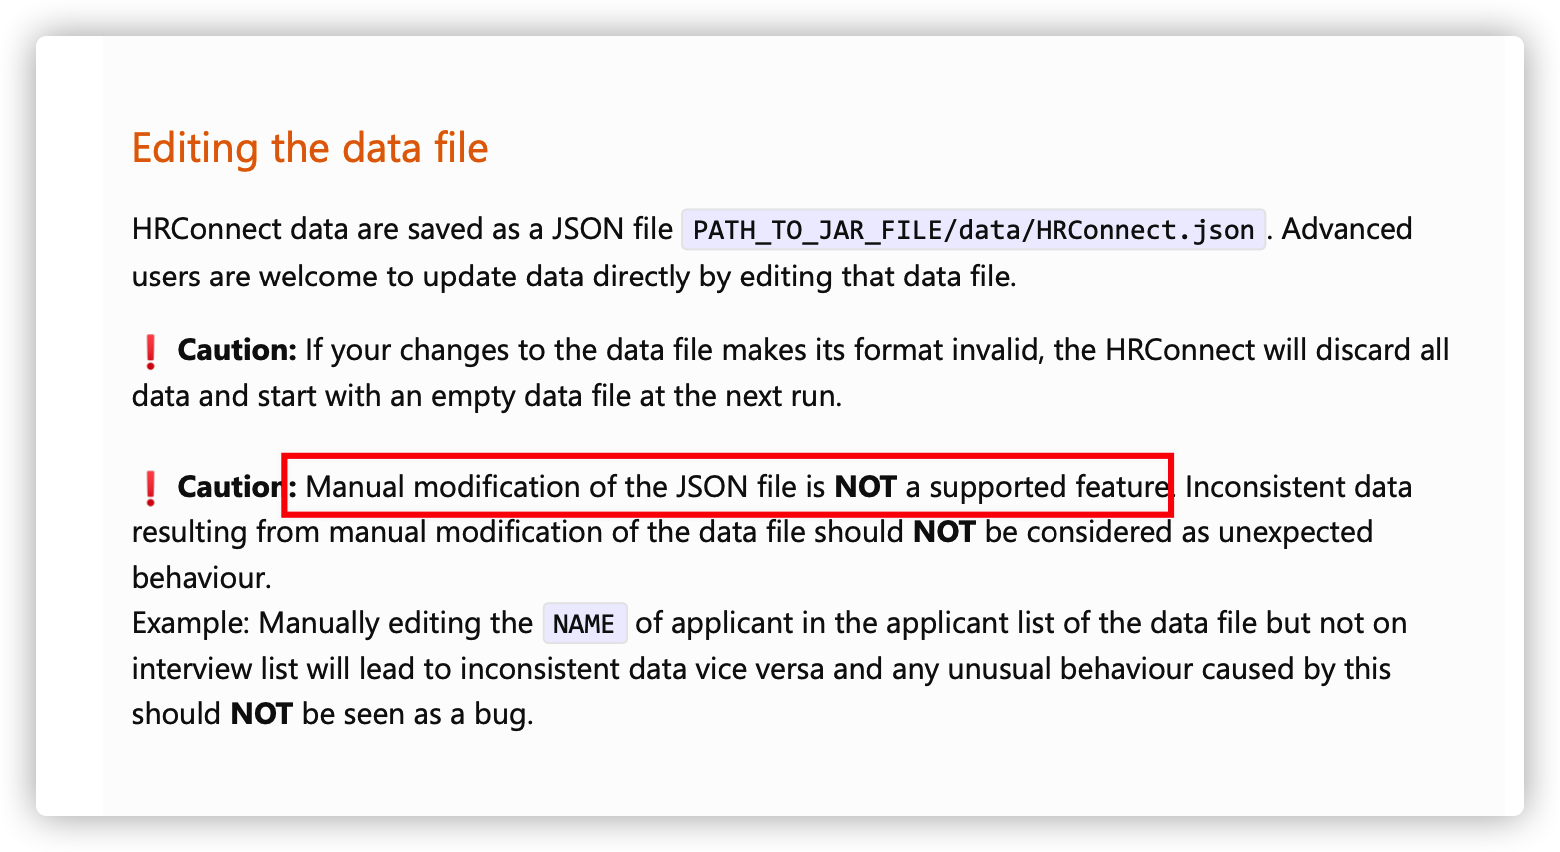 Editing the data file
HRConnect data are saved as a JSON file PATH_TO_JAR_FILE/data/HRConnect.json. Advanced
users are welcome to update data directly by editing that data file.
❗ Caution: If your changes to the data file makes its format invalid, the HRConnect will discard all
data and start with an empty data file at the next run.
❗ Caution: Manual modification of the JSON file is NOT a supported feature. Inconsistent data
resulting from manual modification of the data file should NOT be considered as unexpected
behaviour.
Example: Manually editing the NAME of applicant in the applicant list of the data file but not on
interview list will lead to inconsistent data vice versa and any unusual behaviour caused by this
should NOT be seen as a bug.